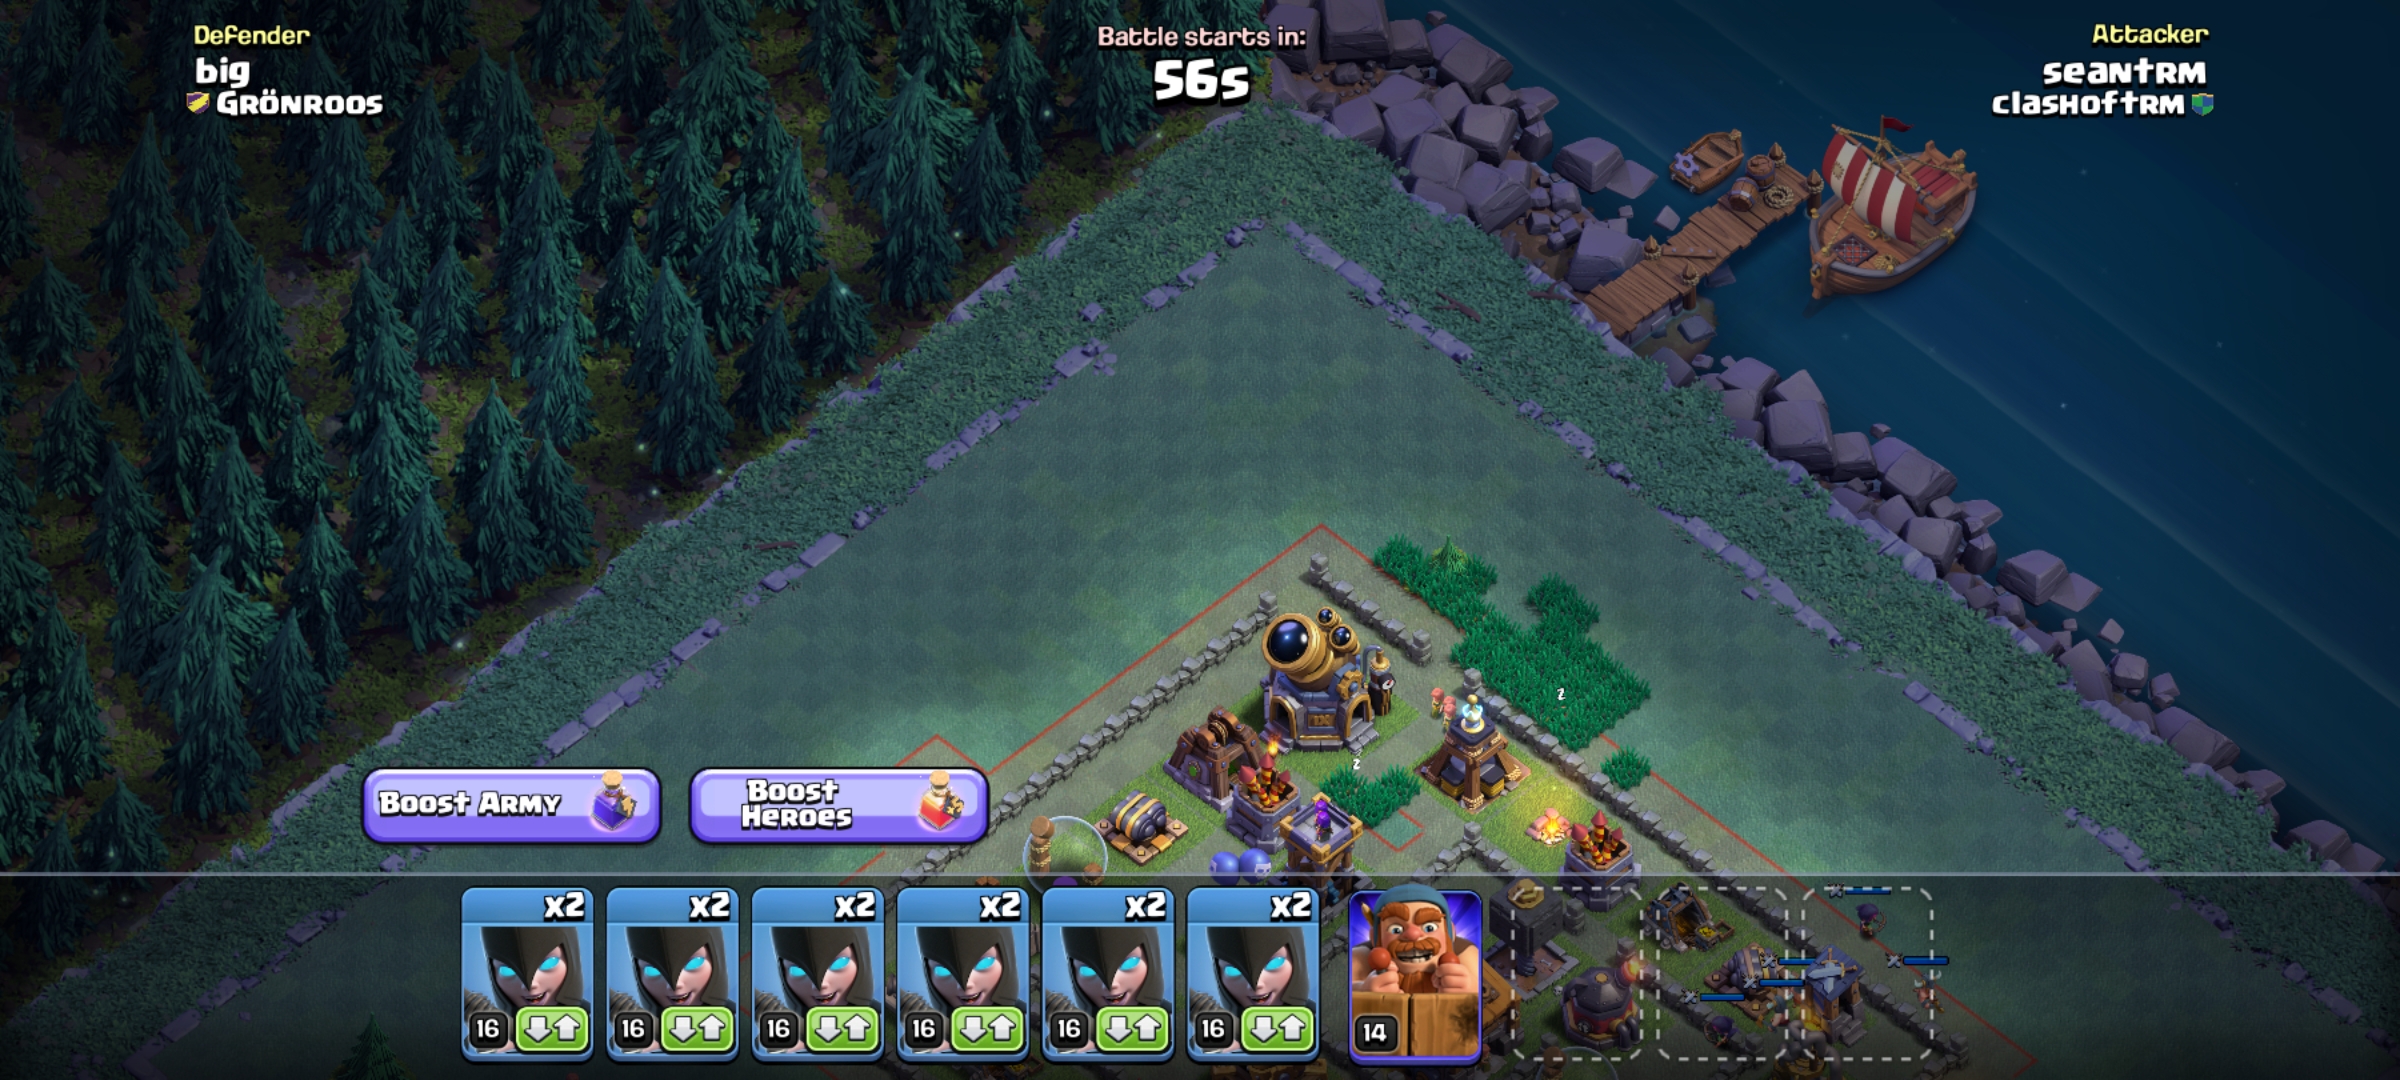 Defender
big
GRÖNROOS
Battle starts in:
56s
Attacker
seantRM
clashoftRM
Boost Army
Boost
Heroes
x2
x2
x2
x2
x2
x2
16
16
16
16
16
16
14